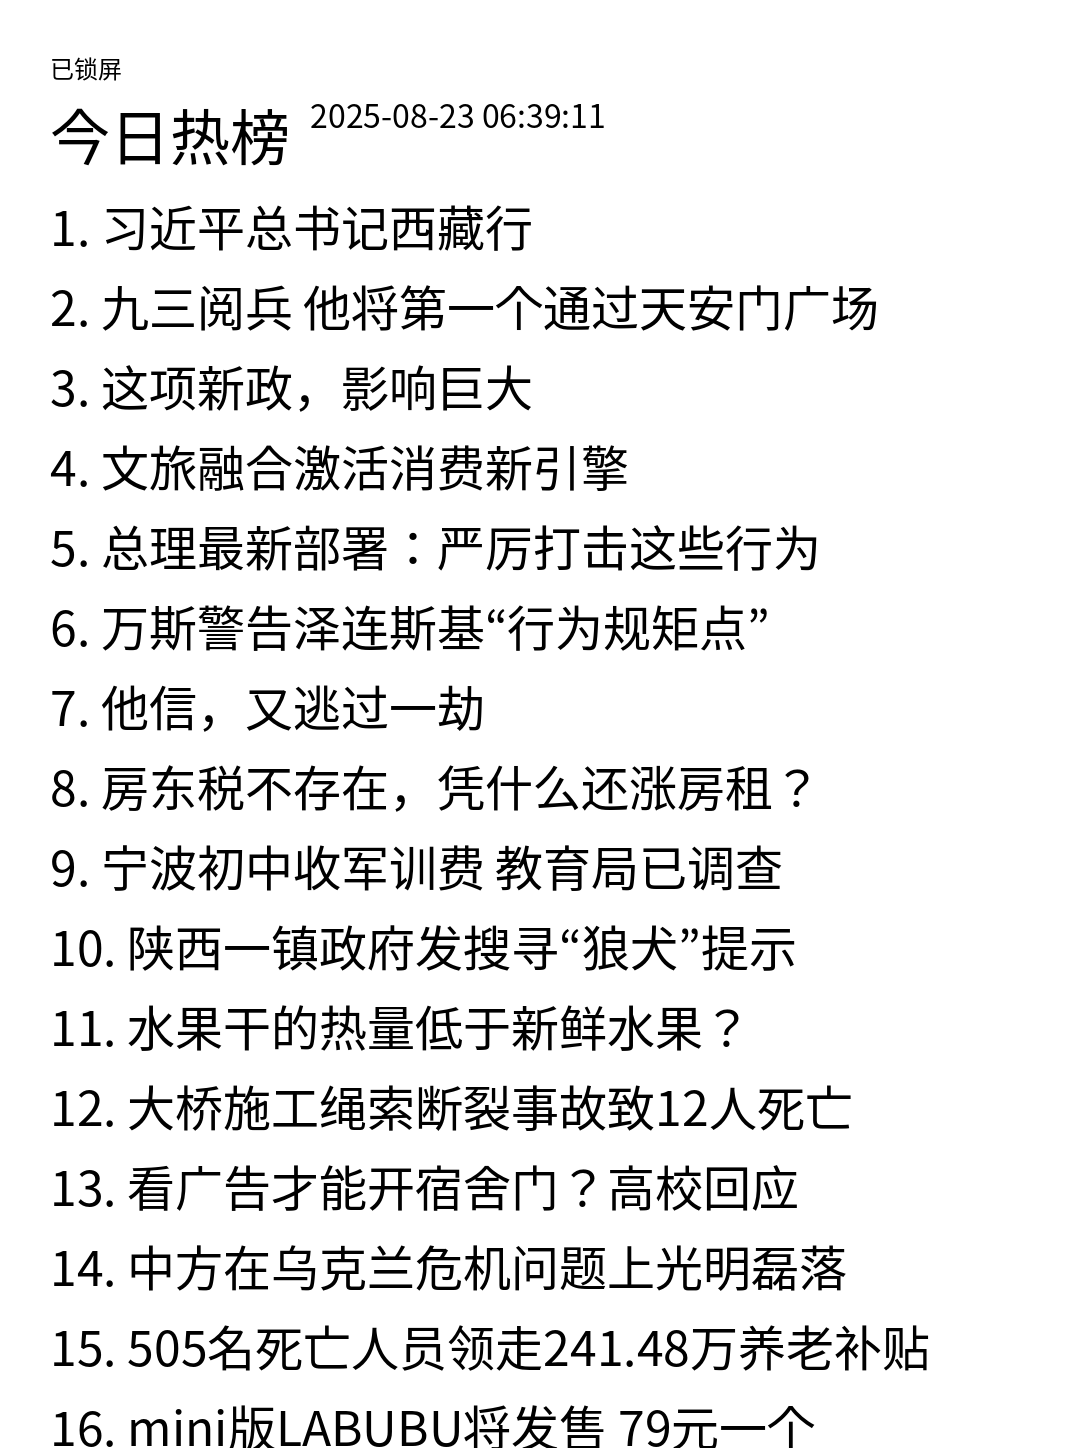 已锁屏
今日热榜 2025-08-23 06:39:11
1. 习近平总书记西藏行
2. 九三阅兵 他将第一个通过天安门广场
3. 这项新政，影响巨大
4. 文旅融合激活消费新引擎
5. 总理最新部署：严厉打击这些行为
6. 万斯警告泽连斯基“行为规矩点”
7. 他信，又逃过一劫
8. 房东税不存在，凭什么还涨房租？
9. 宁波初中收军训费 教育局已调查
10. 陕西一镇政府发搜寻“狼犬”提示
11. 水果干的热量低于新鲜水果？
12. 大桥施工绳索断裂事故致12人死亡
13. 看广告才能开宿舍门？高校回应
14. 中方在乌克兰危机问题上光明磊落
15. 505名死亡人员领走241.48万养老补贴
16. mini版LABUBU将发售 79元一个